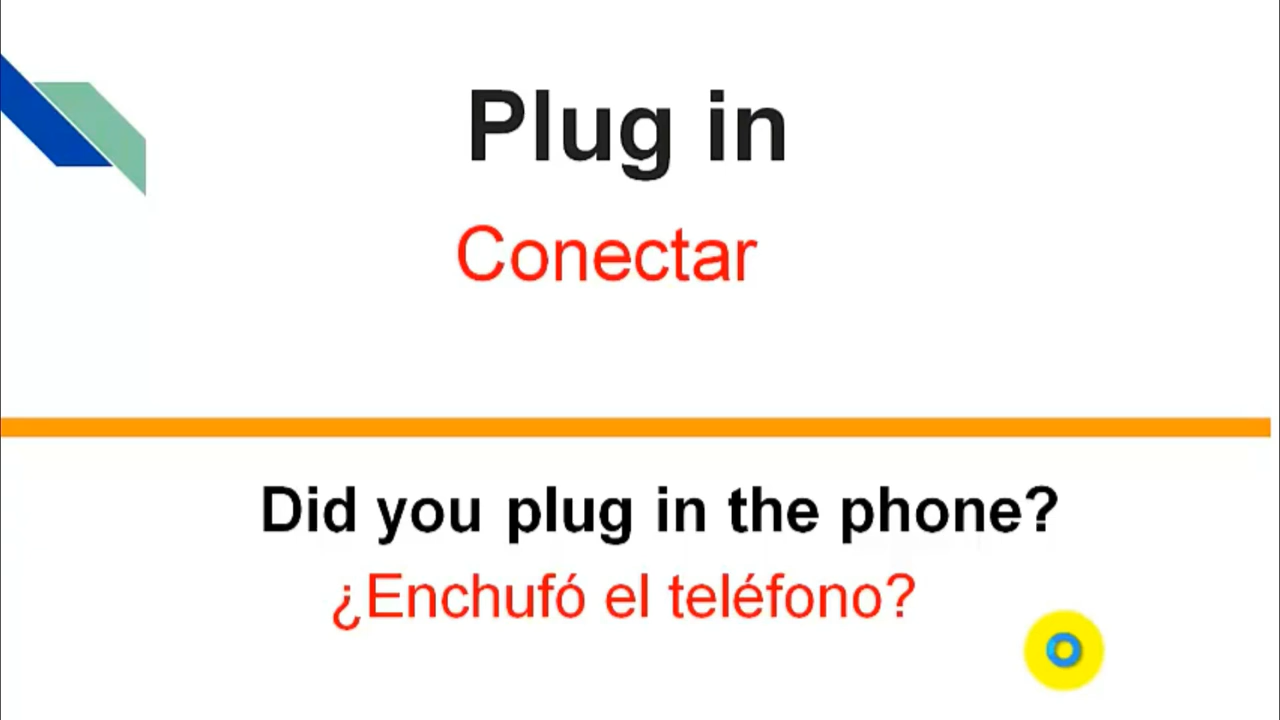 Plug in
Conectar
Did you plug in the phone?
¿Enchufó el teléfono?